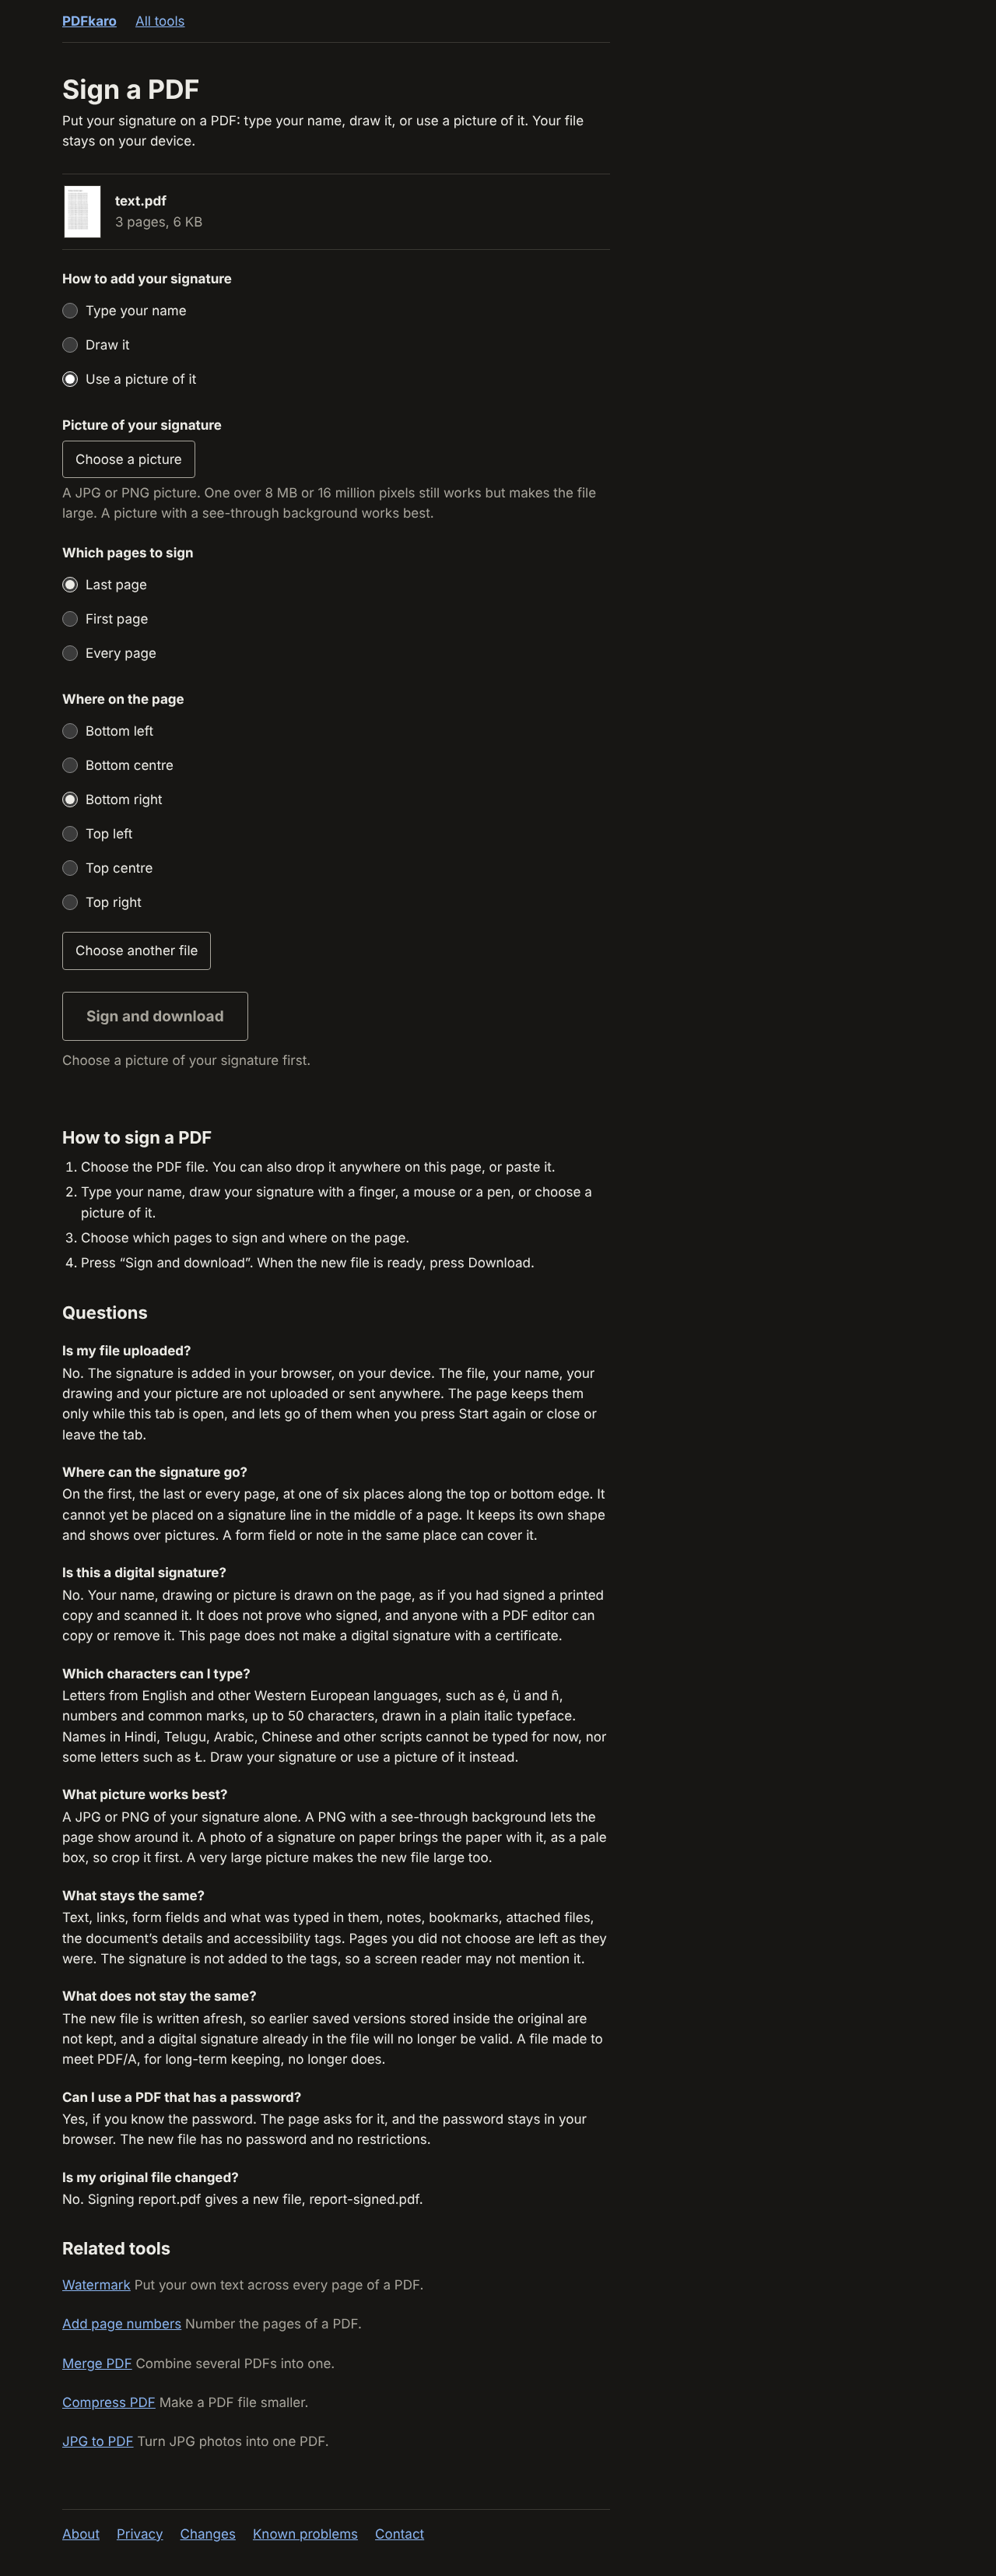 PDFkaro All tools
Sign a PDF
Put your signature on a PDF: type your name, draw it, or use a picture of it. Your file
stays on your device.
text.pdf
3 pages, 6 KB
How to add your signature
Type your name
Draw it
Use a picture of it
Picture of your signature
Choose a picture
A JPG or PNG picture. One over 8 MB or 16 million pixels still works but makes the file
large. A picture with a see-through background works best.
Which pages to sign
Last page
First page
Every page
Where on the page
Bottom left
Bottom centre
Bottom right
Top left
Top centre
Top right
Choose another file
Sign and download
Choose a picture of your signature first.
How to sign a PDF
1. Choose the PDF file. You can also drop it anywhere on this page, or paste it.
2. Type your name, draw your signature with a finger, a mouse or a pen, or choose a
picture of it.
3. Choose which pages to sign and where on the page.
4. Press “Sign and download”. When the new file is ready, press Download.
Questions
Is my file uploaded?
No. The signature is added in your browser, on your device. The file, your name, your
drawing and your picture are not uploaded or sent anywhere. The page keeps them
only while this tab is open, and lets go of them when you press Start again or close or
leave the tab.
Where can the signature go?
On the first, the last or every page, at one of six places along the top or bottom edge. It
cannot yet be placed on a signature line in the middle of a page. It keeps its own shape
and shows over pictures. A form field or note in the same place can cover it.
Is this a digital signature?
No. Your name, drawing or picture is drawn on the page, as if you had signed a printed
copy and scanned it. It does not prove who signed, and anyone with a PDF editor can
copy or remove it. This page does not make a digital signature with a certificate.
Which characters can I type?
Letters from English and other Western European languages, such as é, ü and ñ,
numbers and common marks, up to 50 characters, drawn in a plain italic typeface.
Names in Hindi, Telugu, Arabic, Chinese and other scripts cannot be typed for now, nor
some letters such as Ł. Draw your signature or use a picture of it instead.
What picture works best?
A JPG or PNG of your signature alone. A PNG with a see-through background lets the
page show around it. A photo of a signature on paper brings the paper with it, as a pale
box, so crop it first. A very large picture makes the new file large too.
What stays the same?
Text, links, form fields and what was typed in them, notes, bookmarks, attached files,
the document’s details and accessibility tags. Pages you did not choose are left as they
were. The signature is not added to the tags, so a screen reader may not mention it.
What does not stay the same?
The new file is written afresh, so earlier saved versions stored inside the original are
not kept, and a digital signature already in the file will no longer be valid. A file made to
meet PDF/A, for long-term keeping, no longer does.
Can I use a PDF that has a password?
Yes, if you know the password. The page asks for it, and the password stays in your
browser. The new file has no password and no restrictions.
Is my original file changed?
No. Signing report.pdf gives a new file, report-signed.pdf.
Related tools
Watermark Put your own text across every page of a PDF.
Add page numbers Number the pages of a PDF.
Merge PDF Combine several PDFs into one.
Compress PDF Make a PDF file smaller.
JPG to PDF Turn JPG photos into one PDF.
About Privacy Changes Known problems Contact